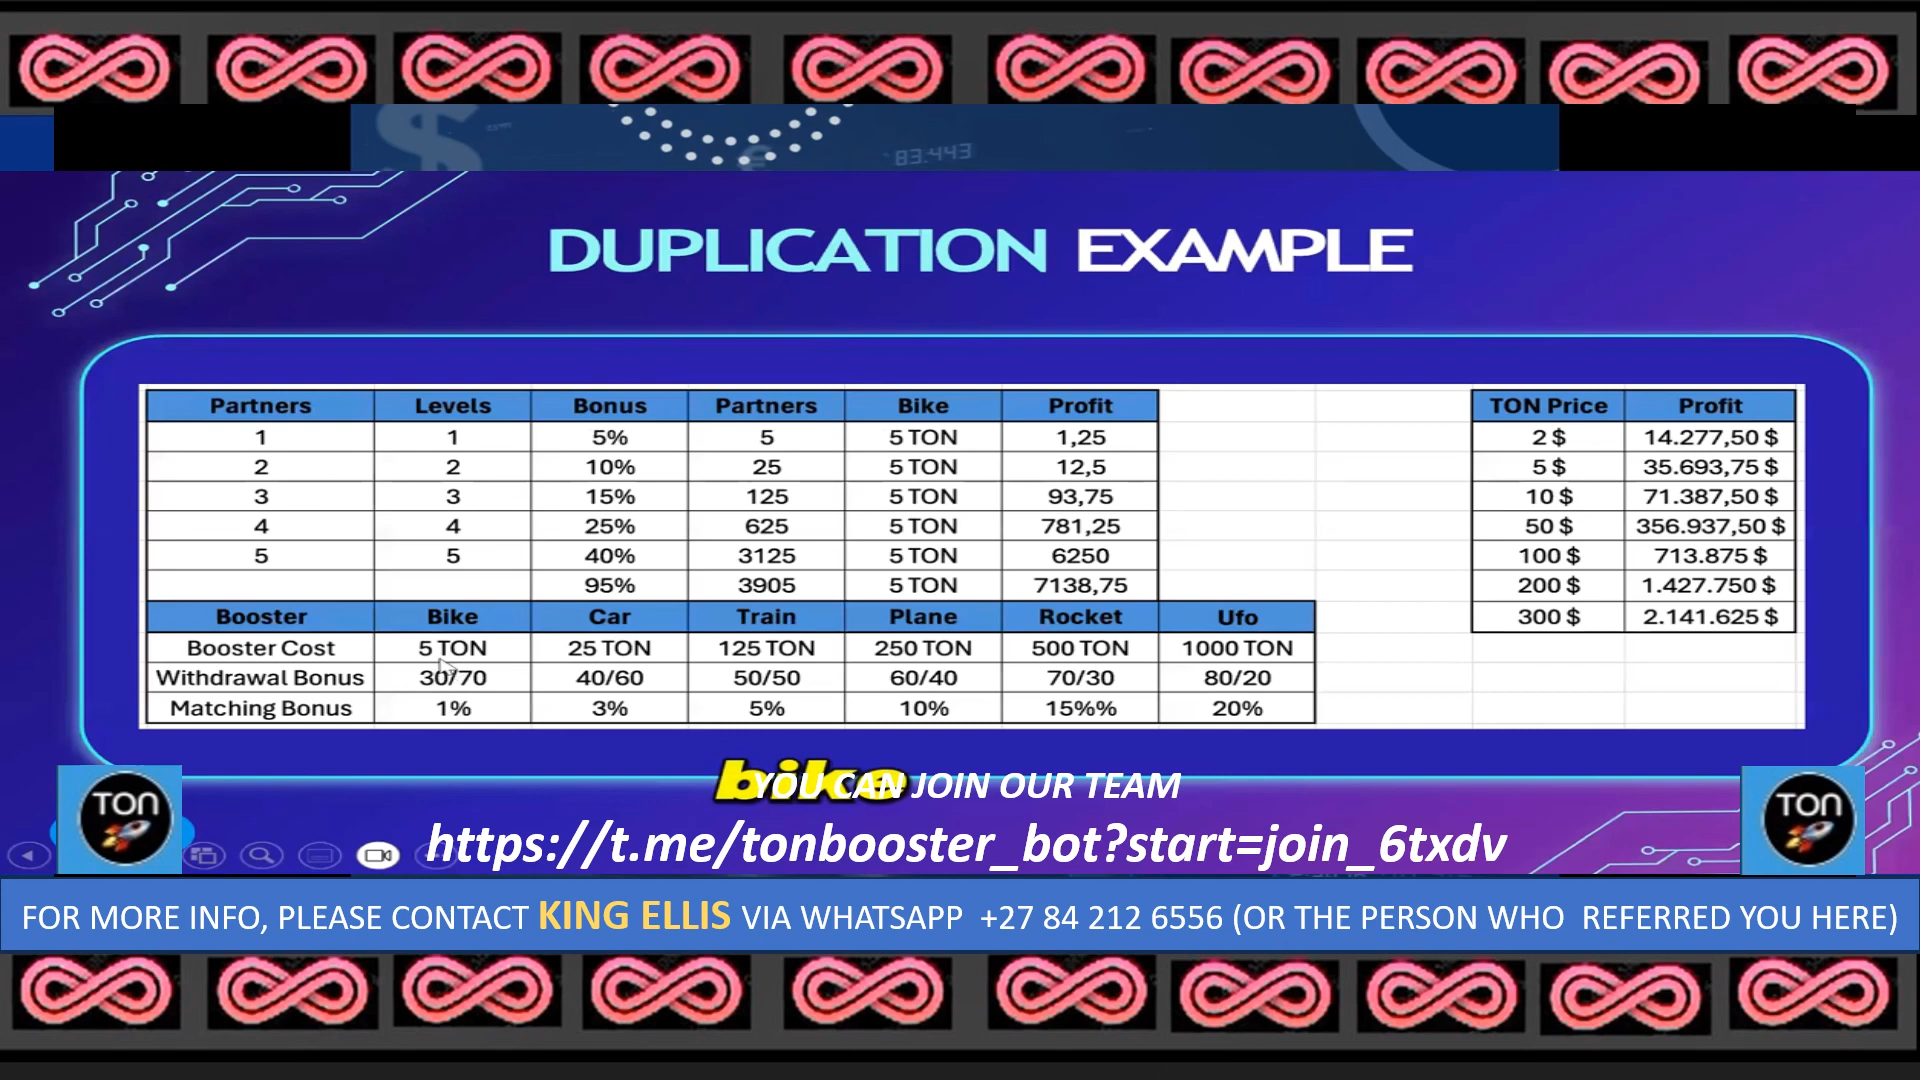 83.443
DUPLICATION EXAMPLE
Partners Levels Bonus Partners Bike Profit TON Price Profit
1 1 5% 5 5 TON 1,25 2 $ 14.277,50 $
2 2 10% 25 5 TON 12,5 5 $ 35.693,75 $
3 3 15% 125 5 TON 93,75 10 $ 71.387,50 $
4 4 25% 625 5 TON 781,25 50 $ 356.937,50 $
5 5 40% 3125 5 TON 6250 100 $ 713.875 $
95% 3905 5 TON 7138,75 200 $ 1.427.750 $
Booster Bike Car Train Plane Rocket Ufo 300 $ 2.141.625 $
Booster Cost 5 TON 25 TON 125 TON 250 TON 500 TON 1000 TON
Withdrawal Bonus 30/70 40/60 50/50 60/40 70/30 80/20
Matching Bonus 1% 3% 5% 10% 15%% 20%
bike
YOU CAN JOIN OUR TEAM
TON TON
https://t.me/tonbooster_bot?start=join_6txdv
FOR MORE INFO, PLEASE CONTACT KING ELLIS VIA WHATSAPP +27 84 212 6556 (OR THE PERSON WHO REFERRED YOU HERE)